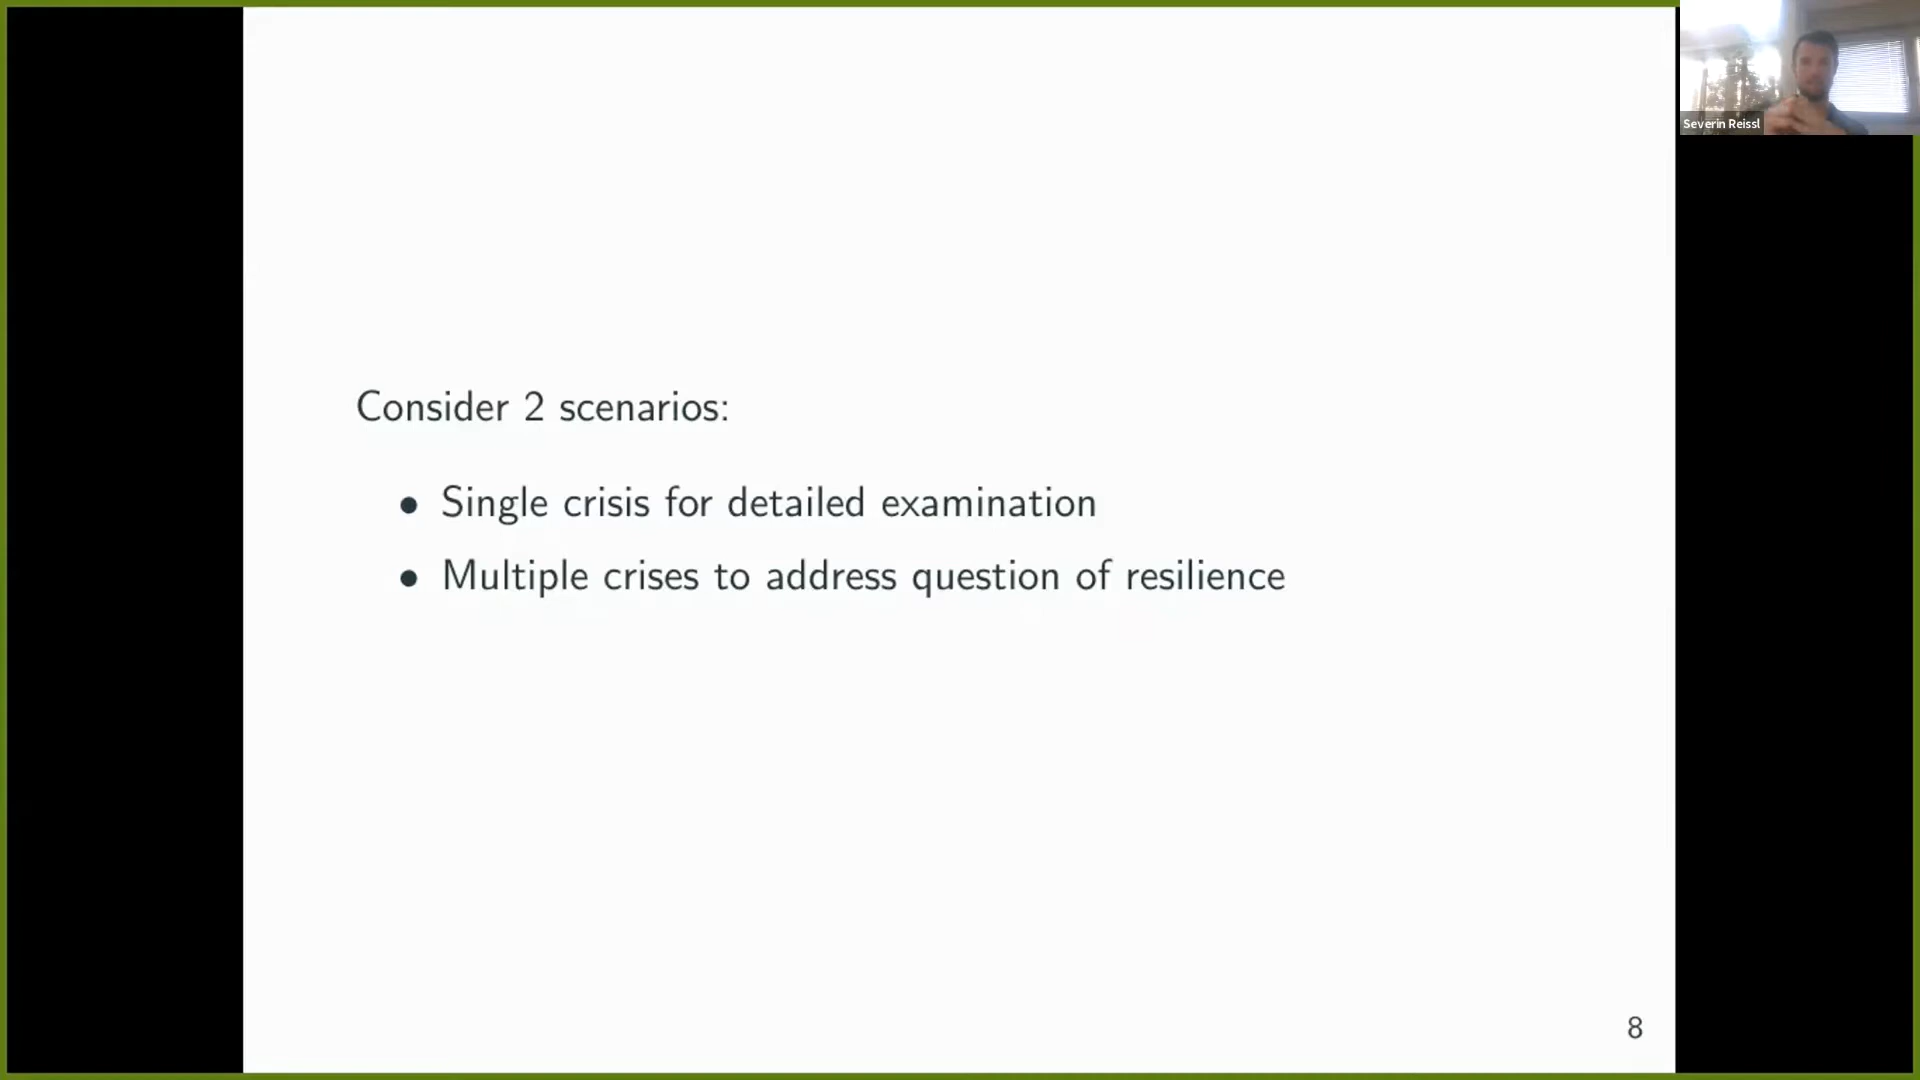 Severin Reissl
Consider 2 scenarios:
• Single crisis for detailed examination
• Multiple crises to address question of resilience
8